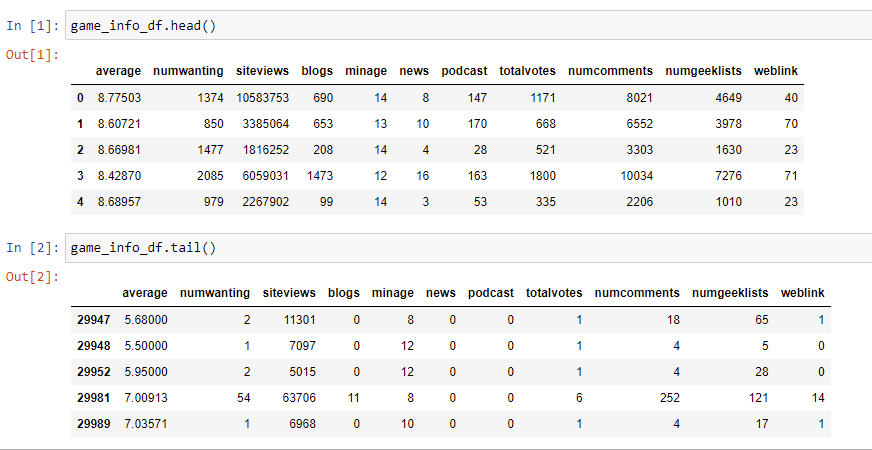 In [1]: game_info_df.head()
Out[1]:
average numwanting siteviews blogs minage news podcast totalvotes numcomments numgeeklists weblink
0 8.77503 1374 10583753 690 14 8 147 1171 8021 4649 40
1 8.60721 850 3385064 653 13 10 170 668 6552 3978 70
2 8.66981 1477 1816252 208 14 4 28 521 3303 1630 23
3 8.42870 2085 6059031 1473 12 16 163 1800 10034 7276 71
4 8.68957 979 2267902 99 14 3 53 335 2206 1010 23
In [2]: game_info_df.tail()
Out[2]:
average numwanting siteviews blogs minage news podcast totalvotes numcomments numgeeklists weblink
29947 5.68000 2 11301 0 8 0 0 1 18 65 1
29948 5.50000 1 7097 0 12 0 0 1 4 5 0
29952 5.95000 2 5015 0 12 0 0 1 4 28 0
29981 7.00913 54 63706 11 8 0 0 6 252 121 14
29989 7.03571 1 6968 0 10 0 0 1 4 17 1